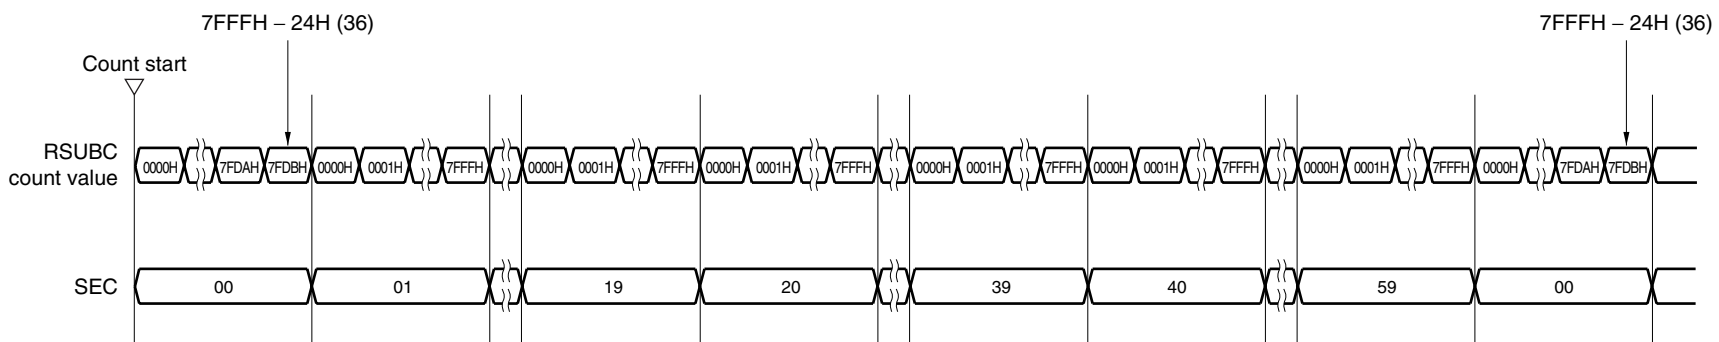 7FFFH – 24H (36) 7FFFH – 24H (36)
Count start
RSUBC
count value
0000H 7FDAH 7FDBH 0000H 0001H 7FFFH 0000H 0001H 7FFFH 0000H 0001H 7FFFH 0000H 0001H 7FFFH 0000H 0001H 7FFFH 0000H 0001H 7FFFH 0000H 7FDAH 7FDBH
SEC 00 01 19 20 39 40 59 00